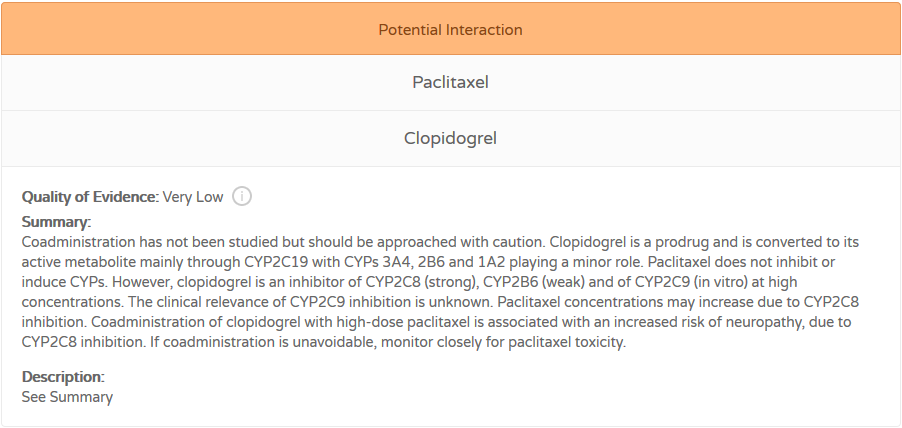 Potential Interaction
Paclitaxel
Clopidogrel
Quality of Evidence: Very Low i
Summary:
Coadministration has not been studied but should be approached with caution. Clopidogrel is a prodrug and is converted to its
active metabolite mainly through CYP2C19 with CYPs 3A4, 2B6 and 1A2 playing a minor role. Paclitaxel does not inhibit or
induce CYPs. However, clopidogrel is an inhibitor of CYP2C8 (strong), CYP2B6 (weak) and of CYP2C9 (in vitro) at high
concentrations. The clinical relevance of CYP2C9 inhibition is unknown. Paclitaxel concentrations may increase due to CYP2C8
inhibition. Coadministration of clopidogrel with high-dose paclitaxel is associated with an increased risk of neuropathy, due to
CYP2C8 inhibition. If coadministration is unavoidable, monitor closely for paclitaxel toxicity.
Description:
See Summary